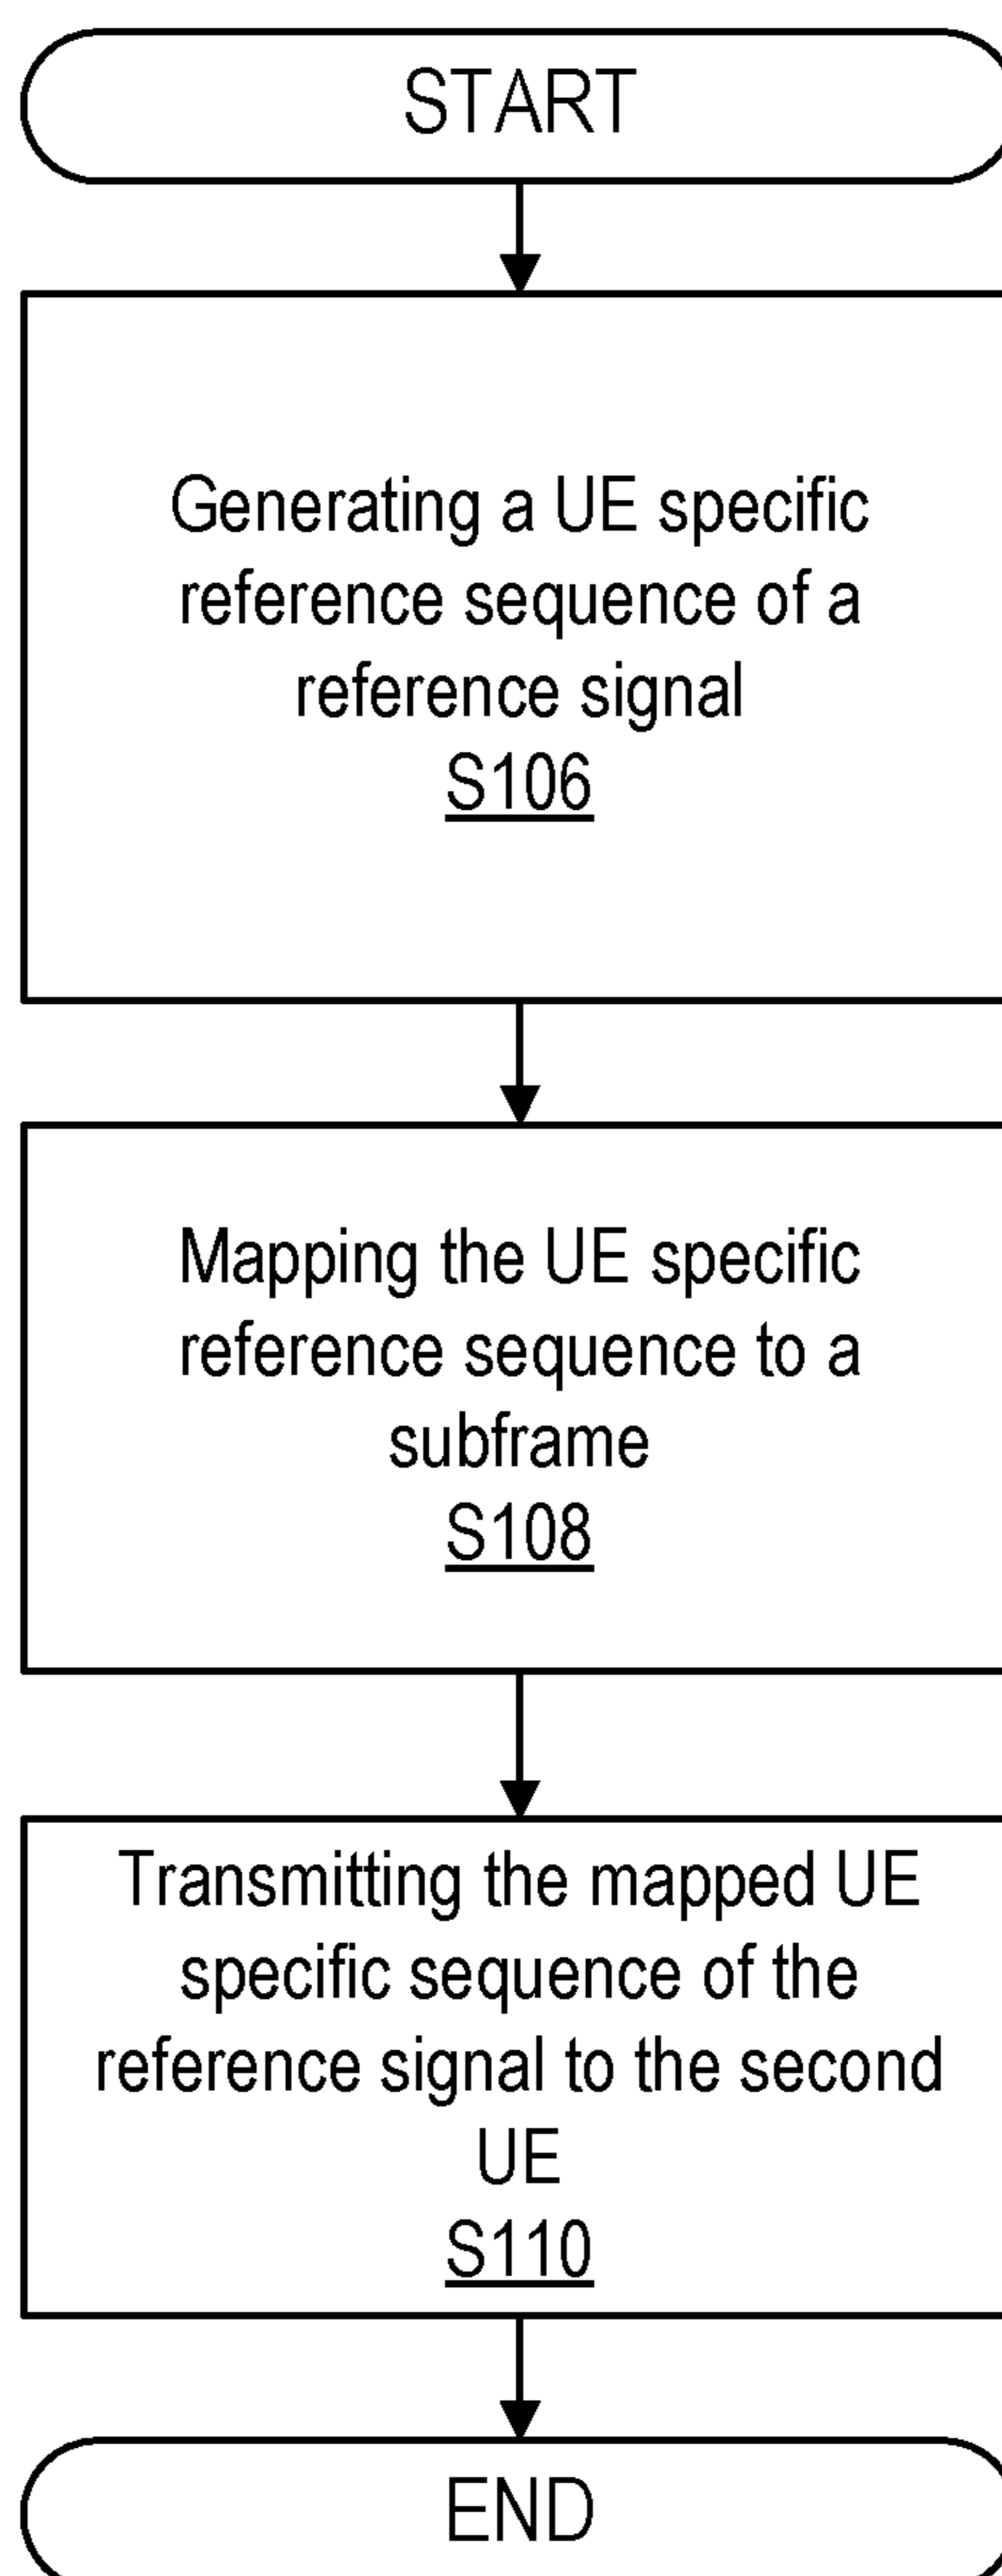 START
Generating a UE specific
reference sequence of a
reference signal
S106
Mapping the UE specific
reference sequence to a
subframe
S108
Transmitting the mapped UE
specific sequence of the
reference signal to the second
UE
S110
END